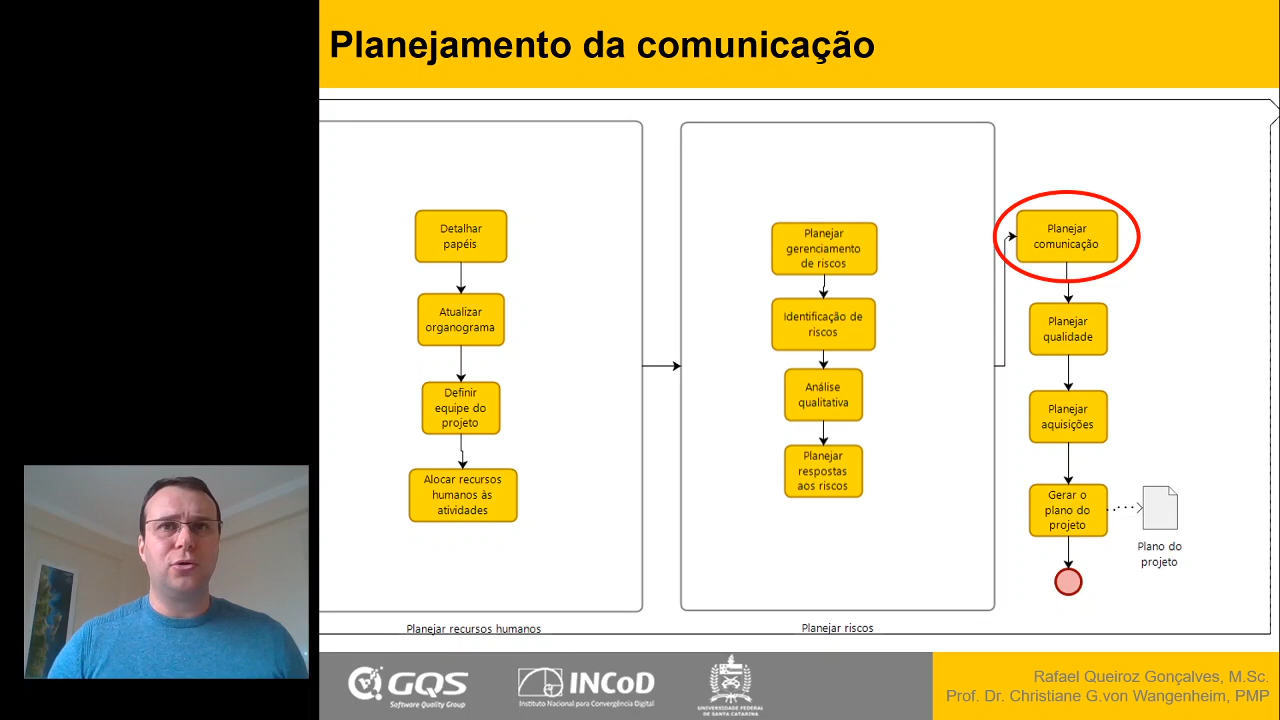 Planejamento da comunicação
Detalhar
papéis
Atualizar
organograma
Definir
equipe do
projeto
Alocar recursos
humanos às
atividades
Planejar recursos humanos
Planejar
gerenciamento
de riscos
Identificação de
riscos
Análise
qualitativa
Planejar
respostas
aos riscos
Planejar riscos
Planejar
comunicação
Planejar
qualidade
Planejar
aquisições
Gerar o
plano do
projeto
Plano do
projeto
GQS
Software Quality Group
INCoD
Instituto Nacional para Convergência Digital
UNIVERSIDADE FEDERAL
DE SANTA CATARINA
Rafael Queiroz Gonçalves, M.Sc.
Prof. Dr. Christiane G.von Wangenheim, PMP